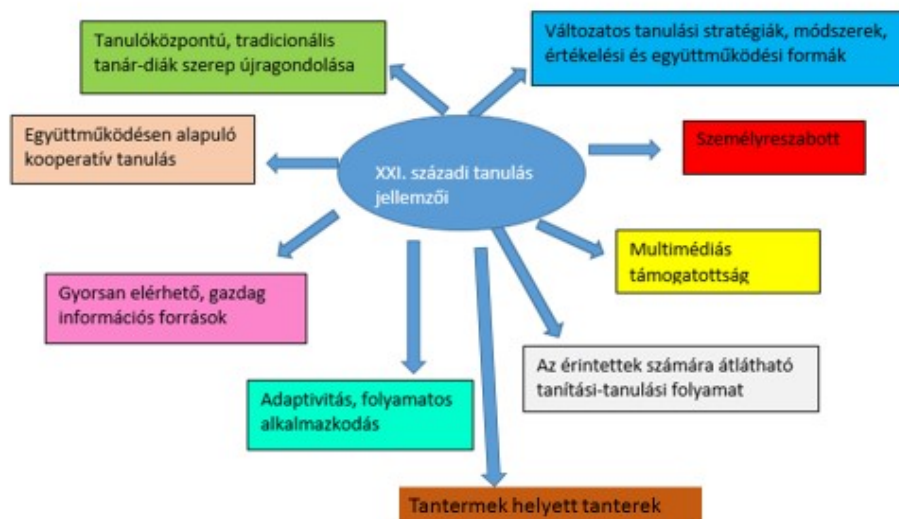 Tanulóközpontú, tradicionális
tanár-diák szerep újragondolása
Változatos tanulási stratégiák, módszerek,
értékelési és együttműködési formák
Együttműködésen alapuló
kooperatív tanulás
XXI. századi tanulás
jellemzői
Személyreszabott
Multimédiás
támogatottság
Gyorsan elérhető, gazdag
információs források
Az érintettek számára átlátható
tanítási-tanulási folyamat
Adaptivitás, folyamatos
alkalmazkodás
Tantermek helyett tanterek